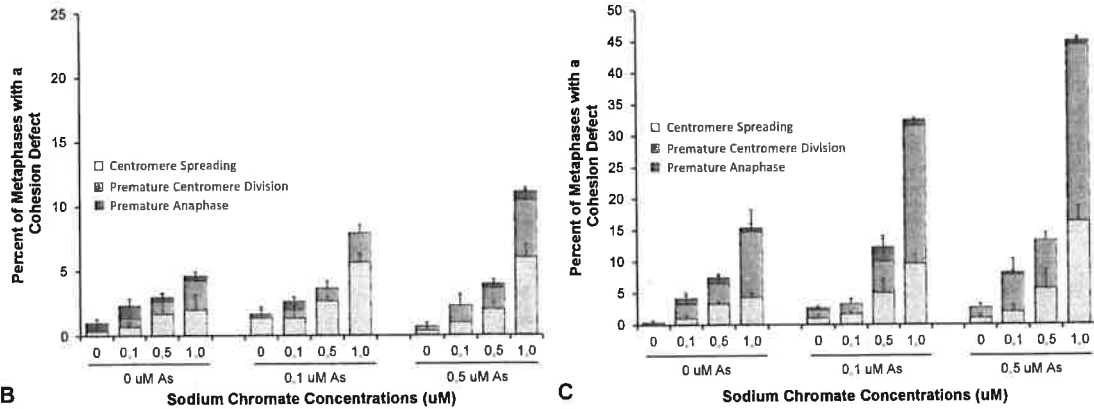 Percent of Metaphases with a
Cohesion Defect
25
20
15
10
5
0
Centromere Spreading
Premature Centromere Division
Premature Anaphase
0 0,1 0,5 1,0 0 0,1 0,5 1,0 0 0,1 0,5 1,0
0 uM As 0,1 uM As 0,5 uM As
B Sodium Chromate Concentrations (uM)
Percent of Metaphases with a
Cohesion Defect
50
45
40
35
30
25
20
15
10
5
0
Centromere Spreading
Premature Centromere Division
Premature Anaphase
0 0,1 0,5 1,0 0 0,1 0,5 1,0 0 0,1 0,5 1,0
0 uM As 0,1 uM As 0,5 uM As
C Sodium Chromate Concentrations (uM)